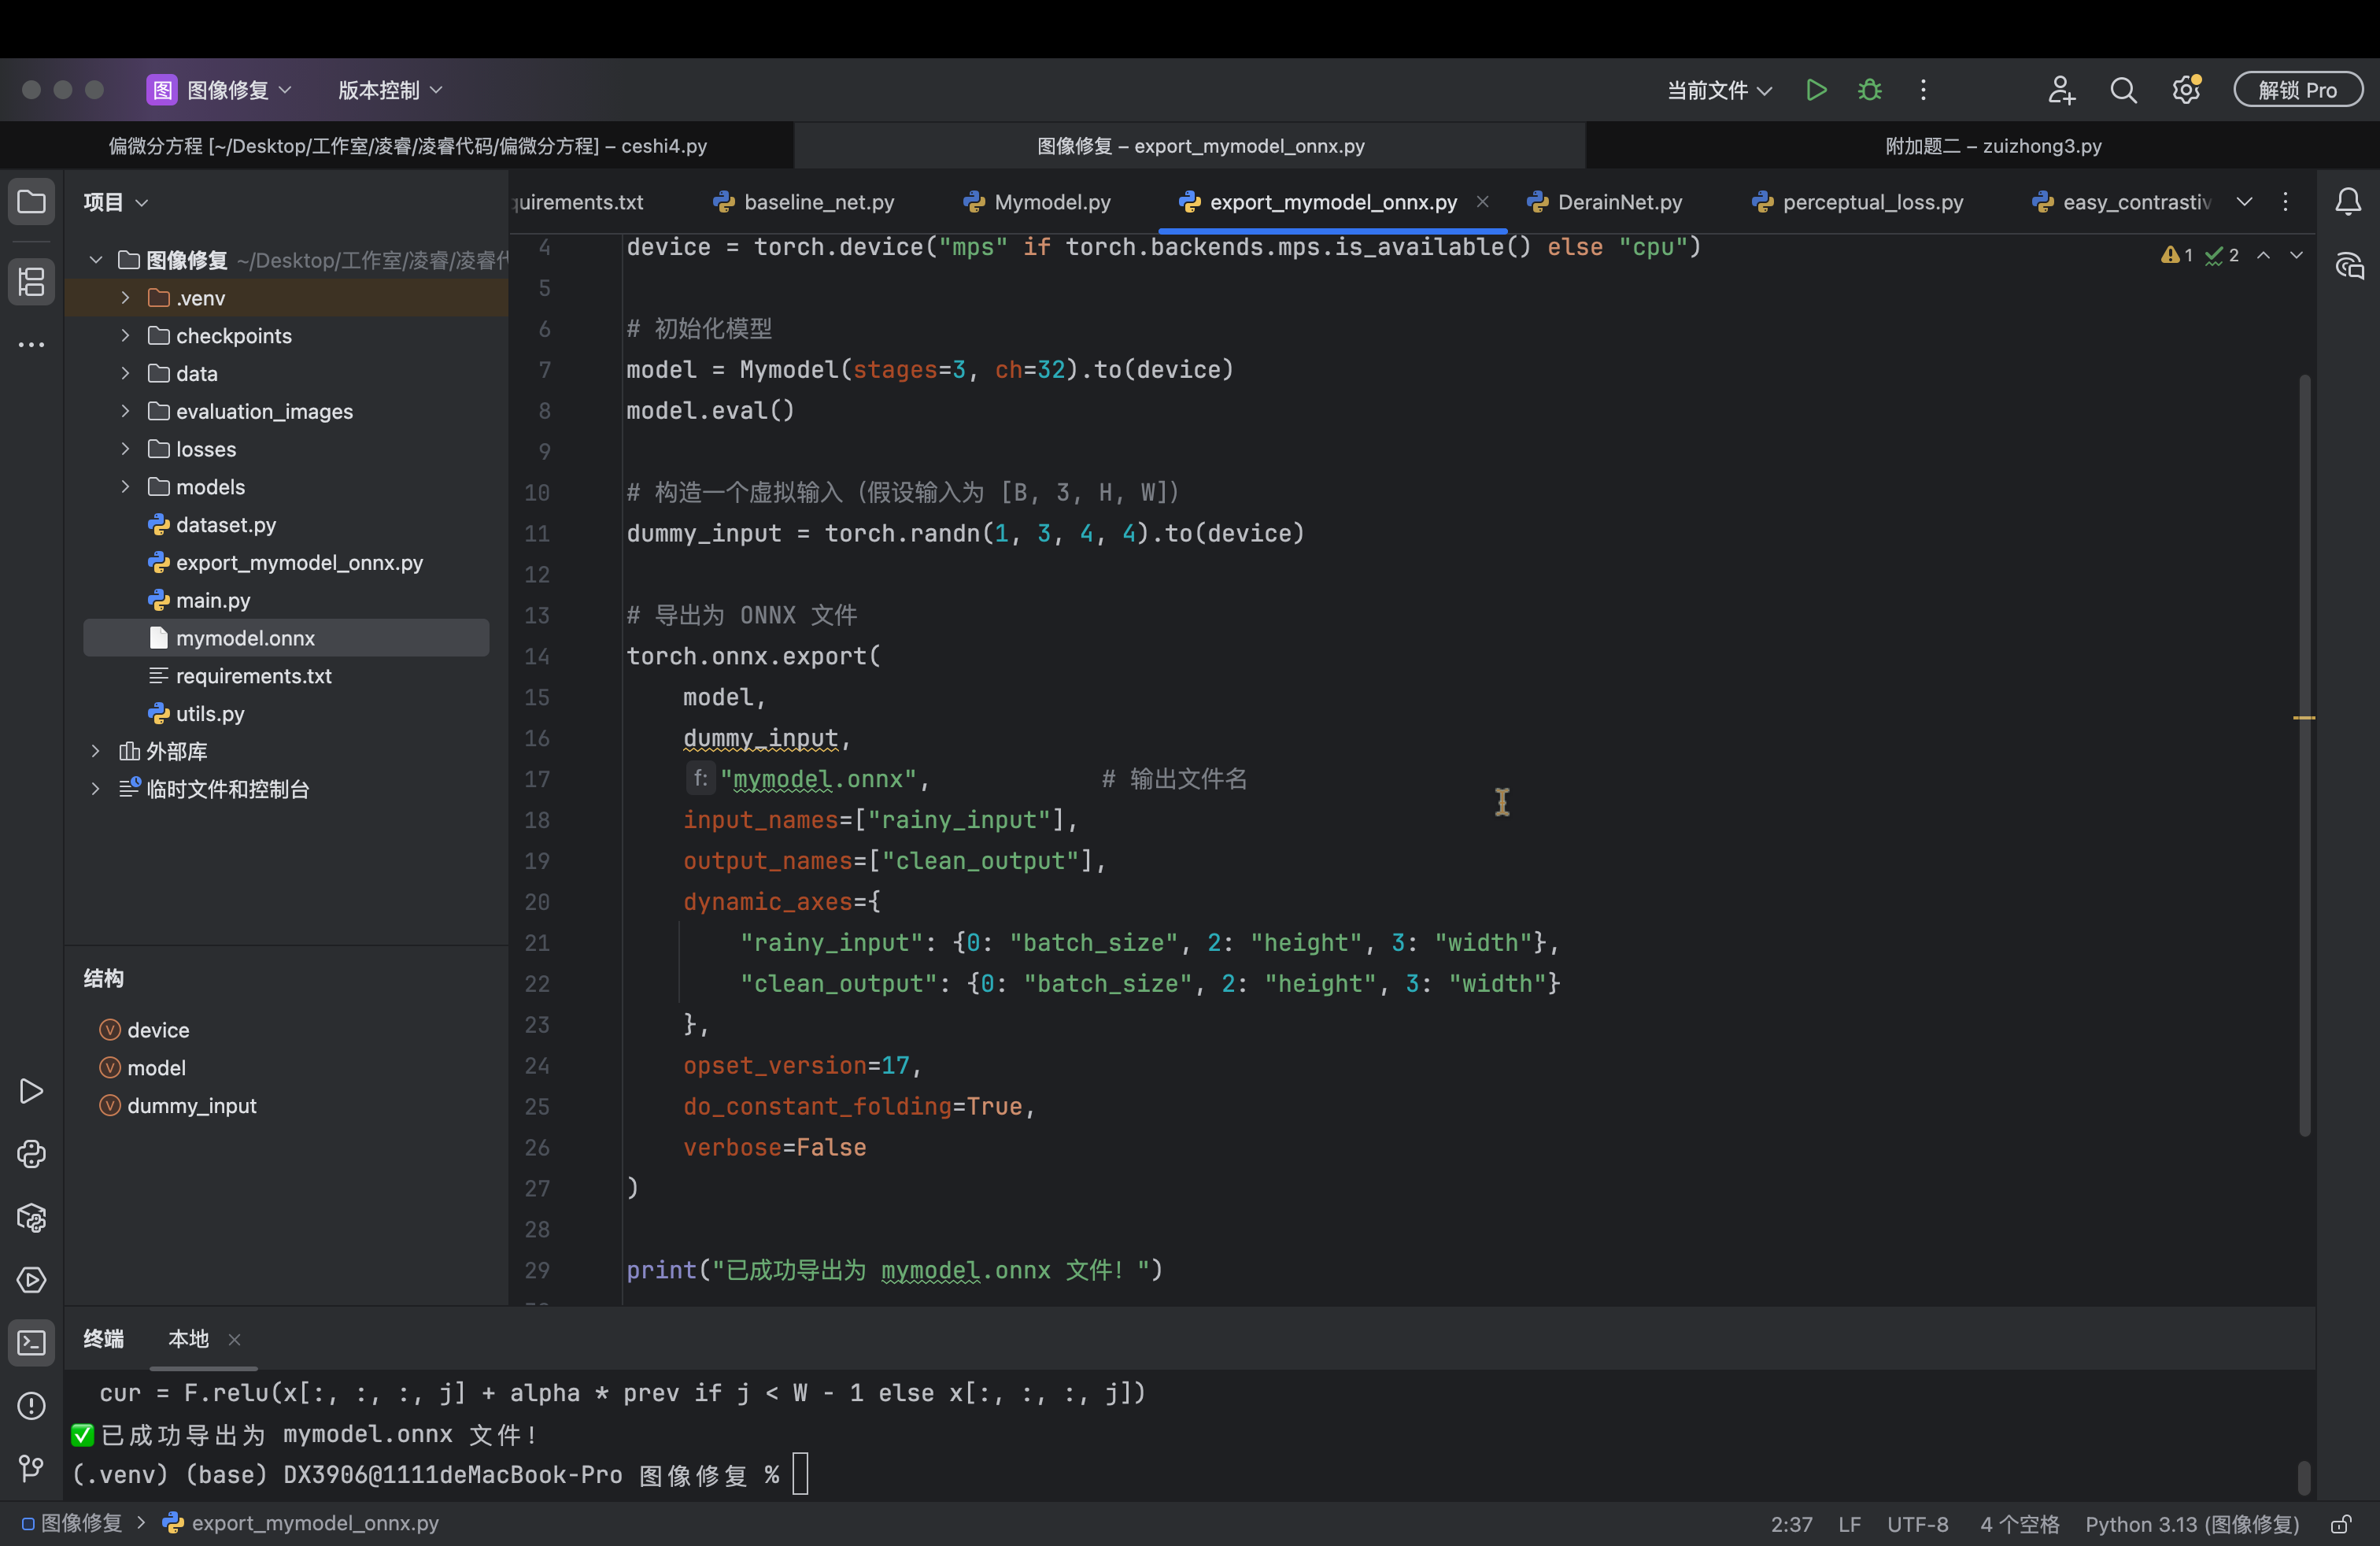 图 图像修复 版本控制 当前文件 解锁 Pro
偏微分方程 [~/Desktop/工作室/凌睿/凌睿代码/偏微分方程] – ceshi4.py 图像修复 – export_mymodel_onnx.py 附加题二 – zuizhong3.py
项目
quirements.txt baseline_net.py Mymodel.py export_mymodel_onnx.py DerainNet.py perceptual_loss.py easy_contrastiv
图像修复 ~/Desktop/工作室/凌睿/凌睿代
.venv
checkpoints
data
evaluation_images
losses
models
dataset.py
export_mymodel_onnx.py
main.py
mymodel.onnx
requirements.txt
utils.py
外部库
临时文件和控制台
结构
device
model
dummy_input
1 2
4 device = torch.device("mps" if torch.backends.mps.is_available() else "cpu")
5
6 # 初始化模型
7 model = Mymodel(stages=3, ch=32).to(device)
8 model.eval()
9
10 # 构造一个虚拟输入（假设输入为 [B, 3, H, W]）
11 dummy_input = torch.randn(1, 3, 4, 4).to(device)
12
13 # 导出为 ONNX 文件
14 torch.onnx.export(
15 model,
16 dummy_input,
17 f: "mymodel.onnx", # 输出文件名
18 input_names=["rainy_input"],
19 output_names=["clean_output"],
20 dynamic_axes={
21 "rainy_input": {0: "batch_size", 2: "height", 3: "width"},
22 "clean_output": {0: "batch_size", 2: "height", 3: "width"}
23 },
24 opset_version=17,
25 do_constant_folding=True,
26 verbose=False
27 )
28
29 print("已成功导出为 mymodel.onnx 文件！")
终端 本地
cur = F.relu(x[:, :, :, j] + alpha * prev if j < W - 1 else x[:, :, :, j])
✅已成功导出为 mymodel.onnx 文件！
(.venv) (base) DX3906@1111deMacBook-Pro 图像修复 %
图像修复 export_mymodel_onnx.py 2:37 LF UTF-8 4 个空格 Python 3.13 (图像修复)